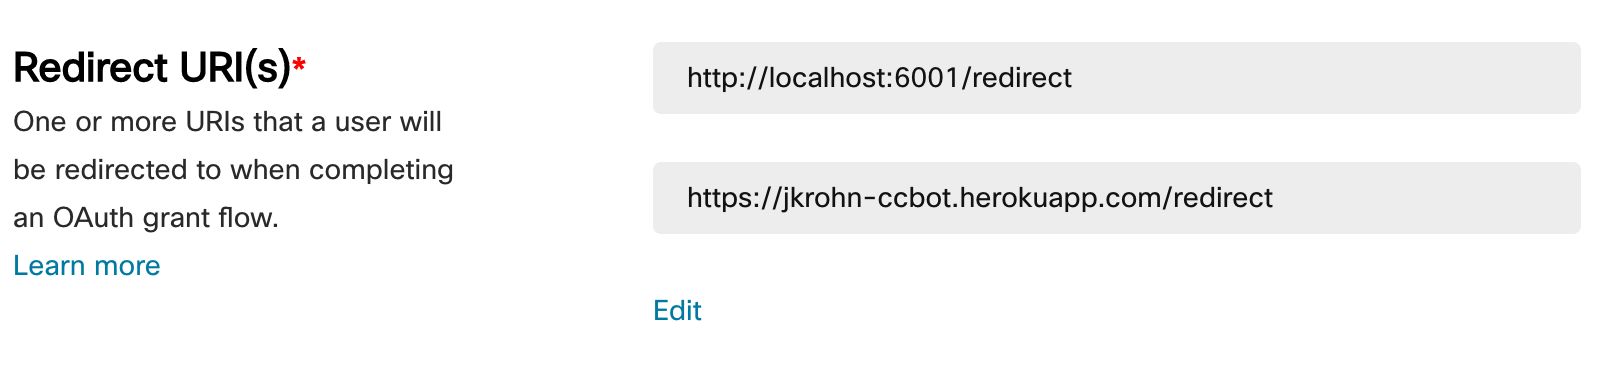 Redirect URI(s)*
One or more URIs that a user will
be redirected to when completing
an OAuth grant flow.
Learn more
http://localhost:6001/redirect
https://jkrohn-ccbot.herokuapp.com/redirect
Edit